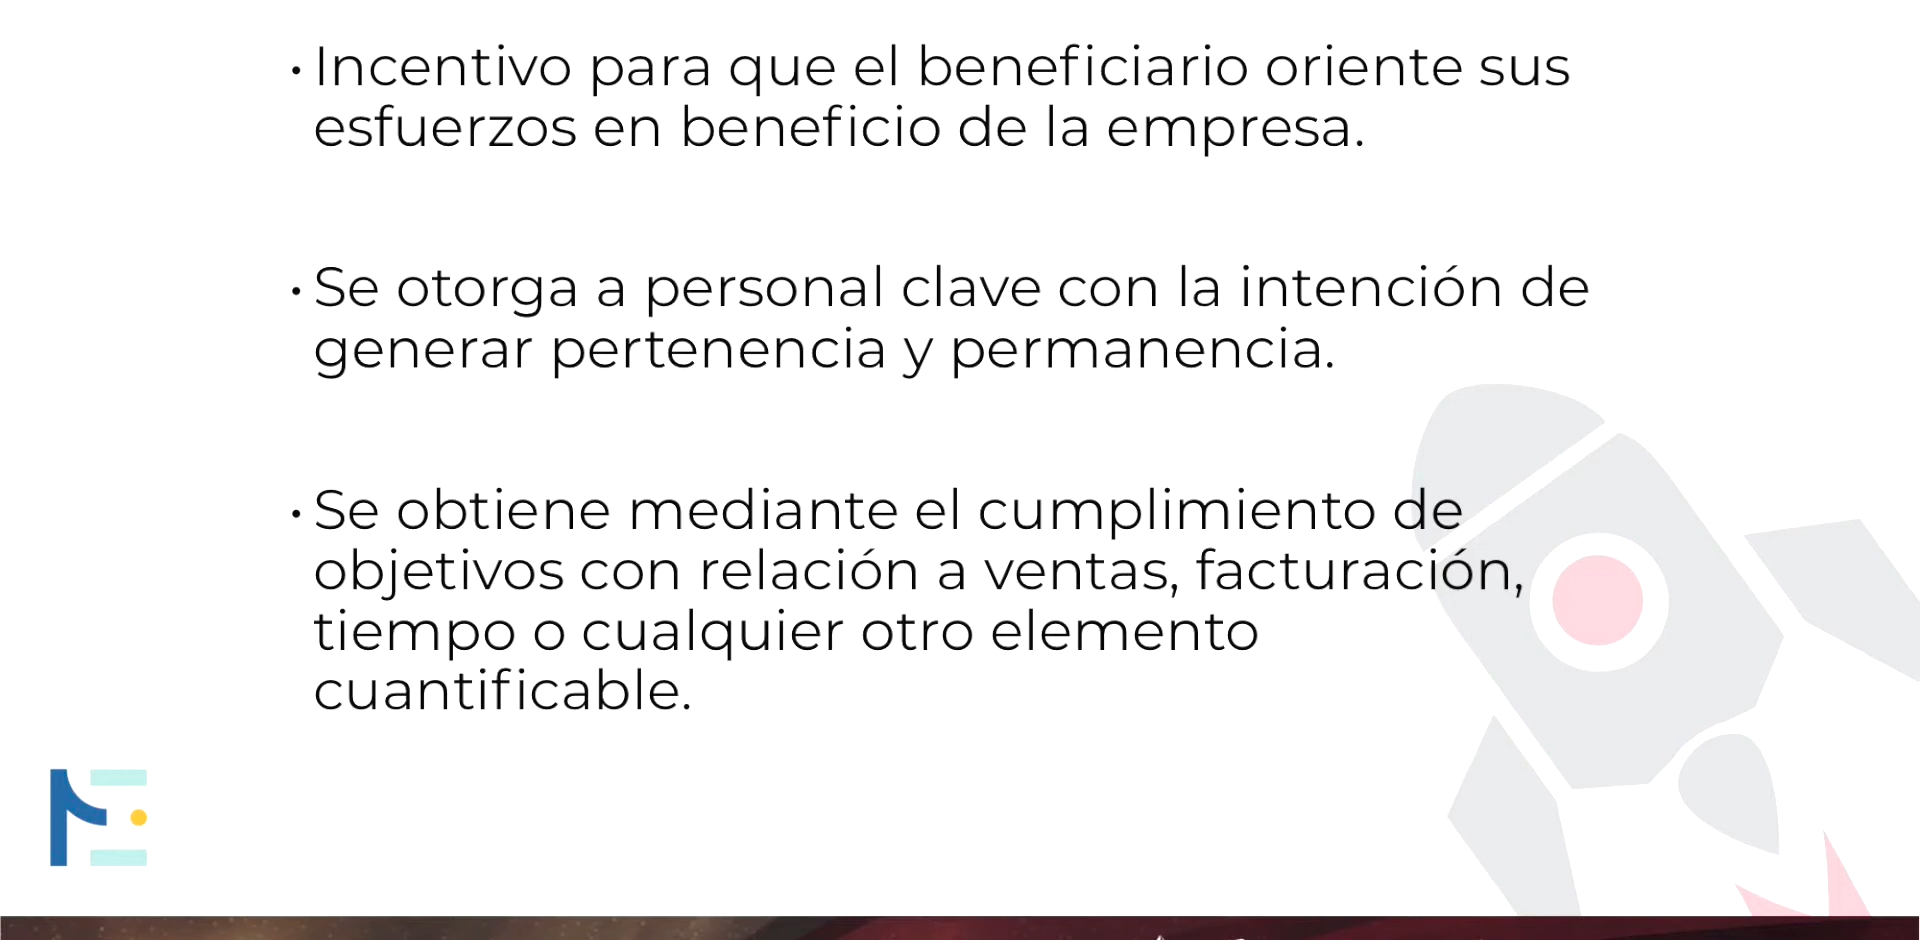 • Incentivo para que el beneficiario oriente sus
esfuerzos en beneficio de la empresa.
• Se otorga a personal clave con la intención de
generar pertenencia y permanencia.
• Se obtiene mediante el cumplimiento de
objetivos con relación a ventas, facturación,
tiempo o cualquier otro elemento
cuantificable.